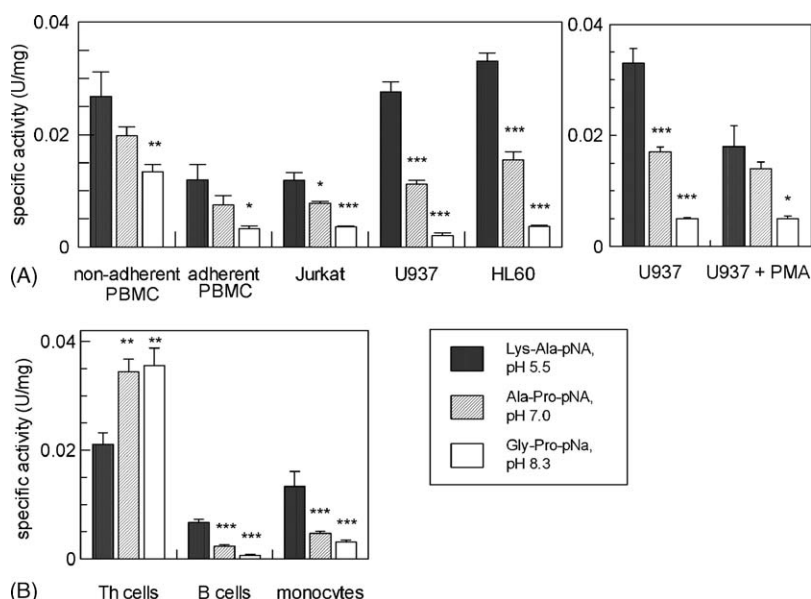 0.04
0.02
0
specific activity (U/mg)
**
*
*
***
***
***
***
***
non-adherent PBMC
adherent PBMC
Jurkat
U937
HL60
(A)
0.04
0.02
0
***
***
*
U937
U937 + PMA
0.04
0.02
0
specific activity (U/mg)
**
**
***
***
***
***
Th cells
B cells
monocytes
(B)
Lys-Ala-pNA,
pH 5.5
Ala-Pro-pNA,
pH 7.0
Gly-Pro-pNa,
pH 8.3